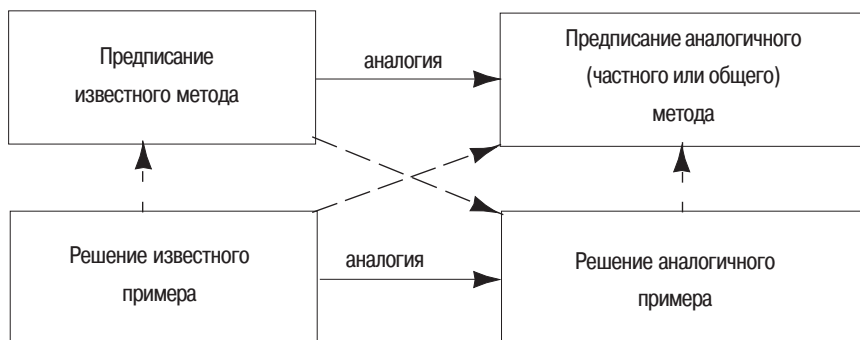 Предписание
известного метода
аналогия
Предписание аналогичного
(частного или общего)
метода
Решение известного
примера
аналогия
Решение аналогичного
примера